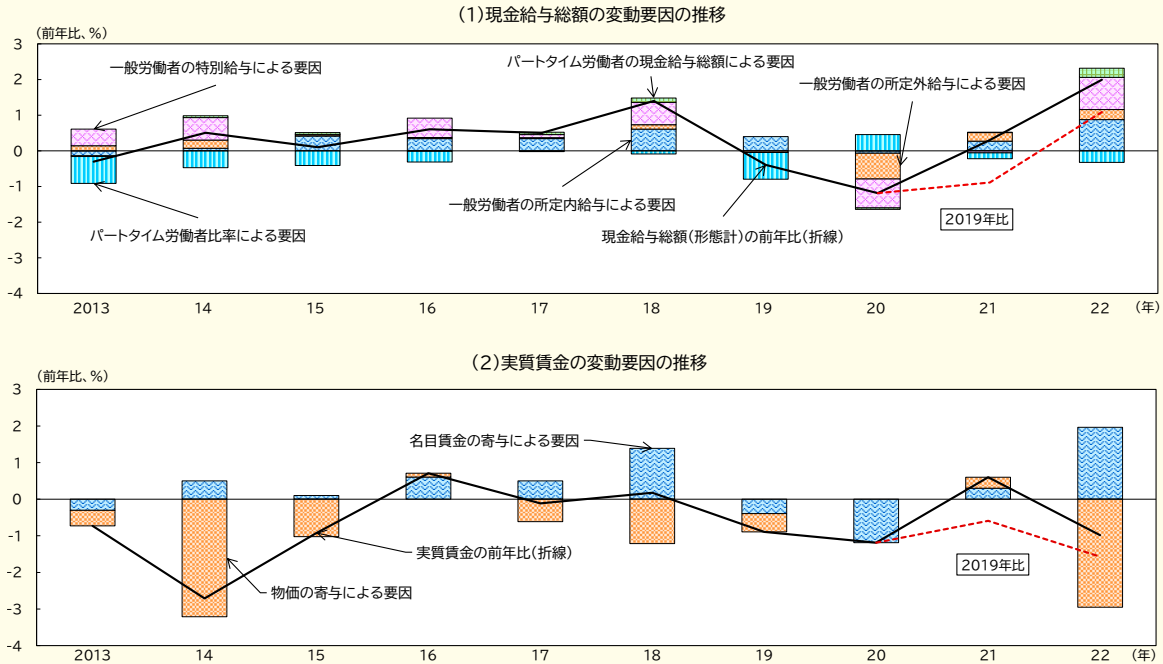 (1)現金給与総額の変動要因の推移
(前年比、%)
3
2
1
0
-1
-2
-3
-4
一般労働者の特別給与による要因
パートタイム労働者の現金給与総額による要因
一般労働者の所定外給与による要因
一般労働者の所定内給与による要因
パートタイム労働者比率による要因
現金給与総額(形態計)の前年比(折線)
2019年比
2013 14 15 16 17 18 19 20 21 22 (年)
(2)実質賃金の変動要因の推移
(前年比、%)
3
2
1
0
-1
-2
-3
-4
名目賃金の寄与による要因
実質賃金の前年比(折線)
物価の寄与による要因
2019年比
2013 14 15 16 17 18 19 20 21 22 (年)